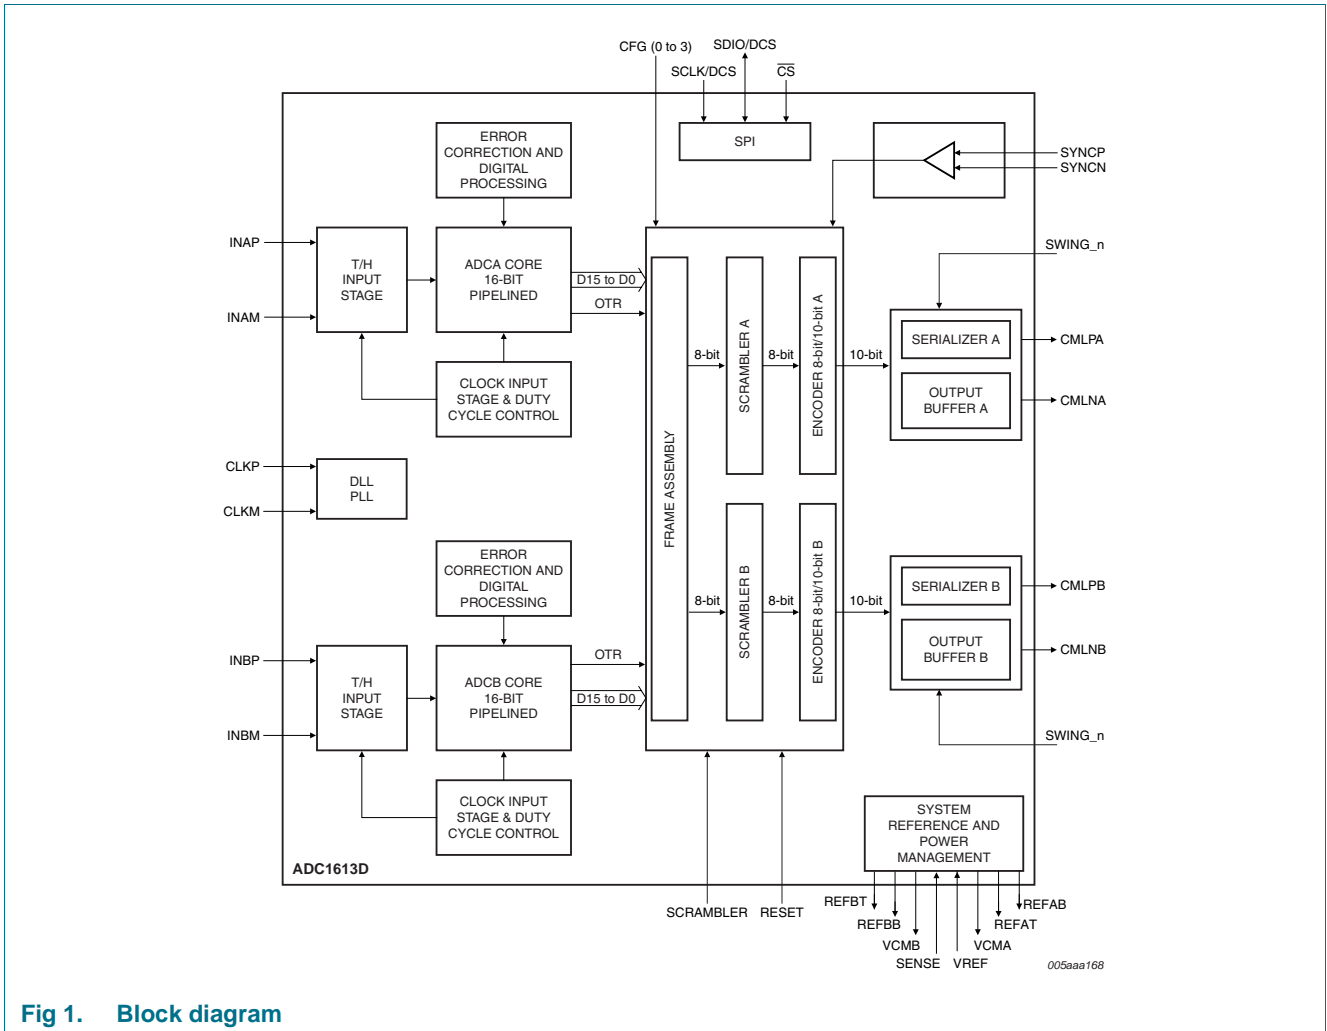 CFG (0 to 3)
SDIO/DCS
SCLK/DCS
CS
ERROR
CORRECTION AND
DIGITAL
PROCESSING
SPI
SYNCP
SYNCN
INAP
INAM
T/H
INPUT
STAGE
ADCA CORE
16-BIT
PIPELINED
D15 to D0
OTR
SWING_n
CLOCK INPUT
STAGE & DUTY
CYCLE CONTROL
FRAME ASSEMBLY
8-bit
SCRAMBLER A
8-bit
ENCODER 8-bit/10-bit A
10-bit
SERIALIZER A
OUTPUT
BUFFER A
CMLPA
CMLNA
CLKP
CLKM
DLL
PLL
ERROR
CORRECTION AND
DIGITAL
PROCESSING
8-bit
SCRAMBLER B
8-bit
ENCODER 8-bit/10-bit B
10-bit
SERIALIZER B
OUTPUT
BUFFER B
CMLPB
CMLNB
INBP
INBM
T/H
INPUT
STAGE
ADCB CORE
16-BIT
PIPELINED
OTR
D15 to D0
SWING_n
CLOCK INPUT
STAGE & DUTY
CYCLE CONTROL
SYSTEM
REFERENCE AND
POWER
MANAGEMENT
ADC1613D
SCRAMBLER
RESET
REFBT
REFBB
VCMB
SENSE
VREF
VCMA
REFAT
REFAB
005aaa168
Fig 1. Block diagram